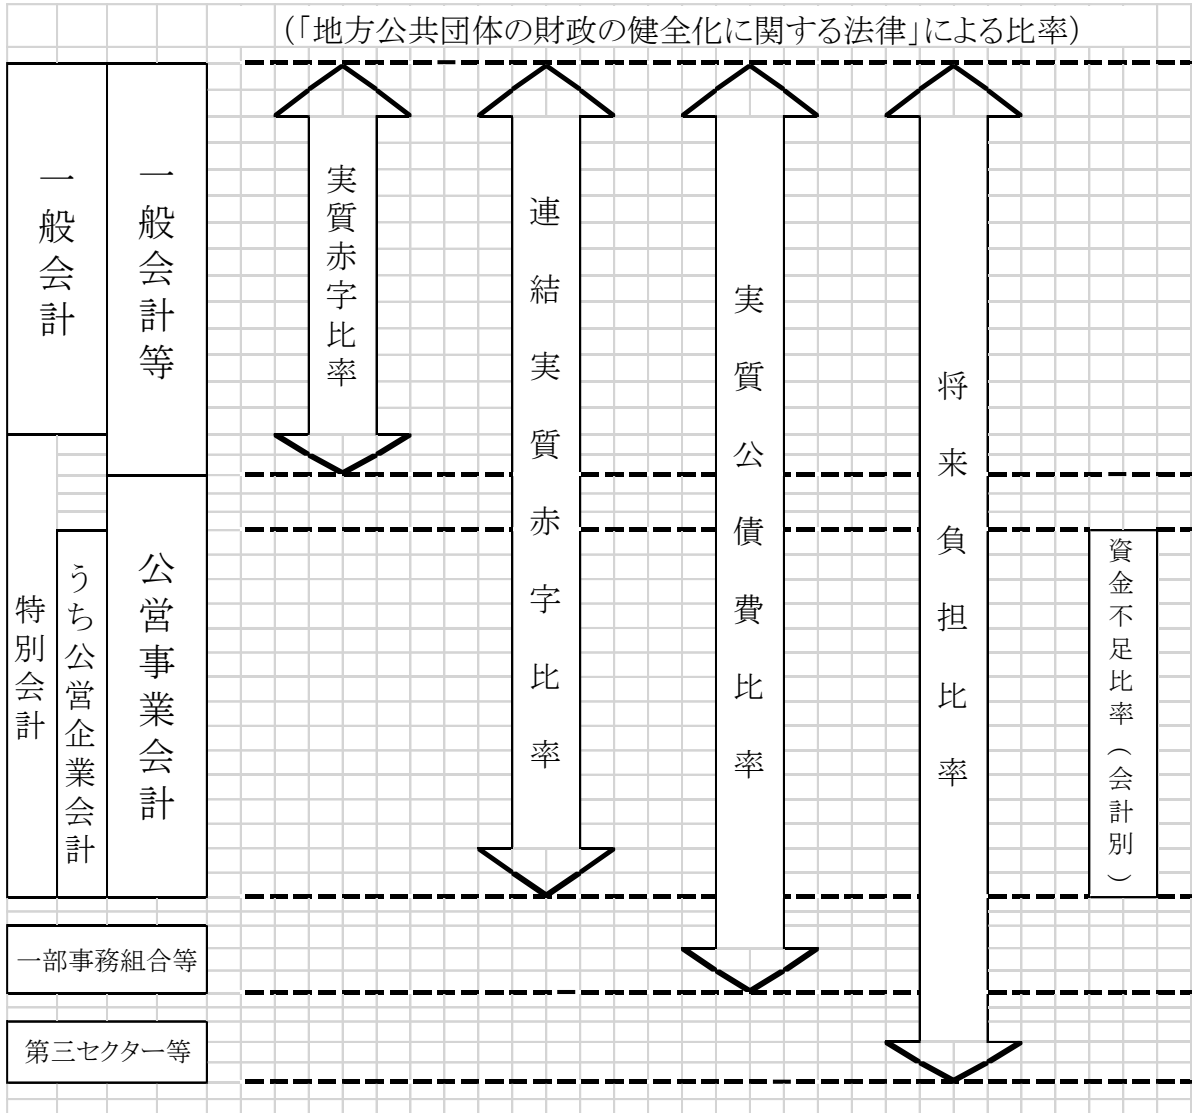 (「地方公共団体の財政の健全化に関する法律」による比率)
一般会計
一般会計等
実質赤字比率
連結実質赤字比率
実質公債費比率
将来負担比率
特別会計
うち公営企業会計
公営事業会計
資金不足比率(会計別)
一部事務組合等
第三セクター等